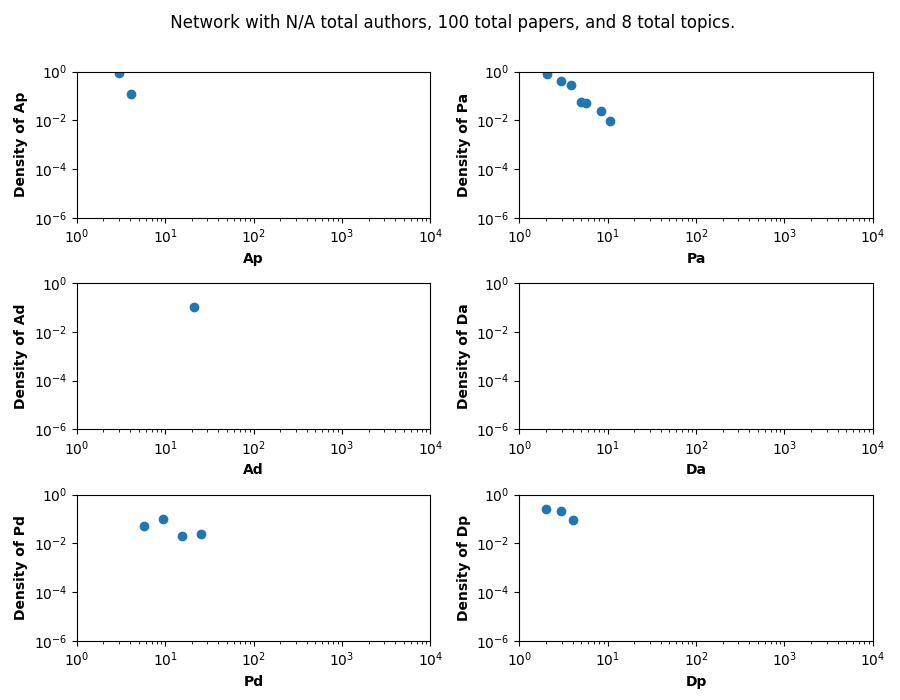 Network with N/A total authors, 100 total papers, and 8 total topics.
Density of Ap
10^0
10^-2
10^-4
10^-6
10^0 10^1 10^2 10^3 10^4
Ap
Density of Pa
10^0
10^-2
10^-4
10^-6
10^0 10^1 10^2 10^3 10^4
Pa
Density of Ad
10^0
10^-2
10^-4
10^-6
10^0 10^1 10^2 10^3 10^4
Ad
Density of Da
10^0
10^-2
10^-4
10^-6
10^0 10^1 10^2 10^3 10^4
Da
Density of Pd
10^0
10^-2
10^-4
10^-6
10^0 10^1 10^2 10^3 10^4
Pd
Density of Dp
10^0
10^-2
10^-4
10^-6
10^0 10^1 10^2 10^3 10^4
Dp